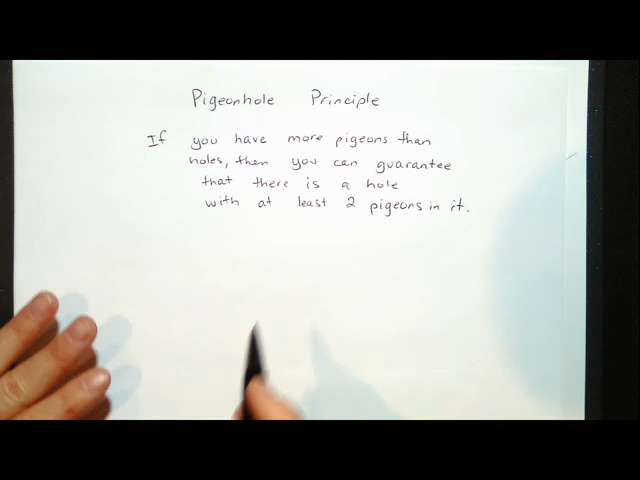 Pigeonhole Principle
If you have more pigeons than
holes, then you can guarantee
that there is a hole
with at least 2 pigeons in it.